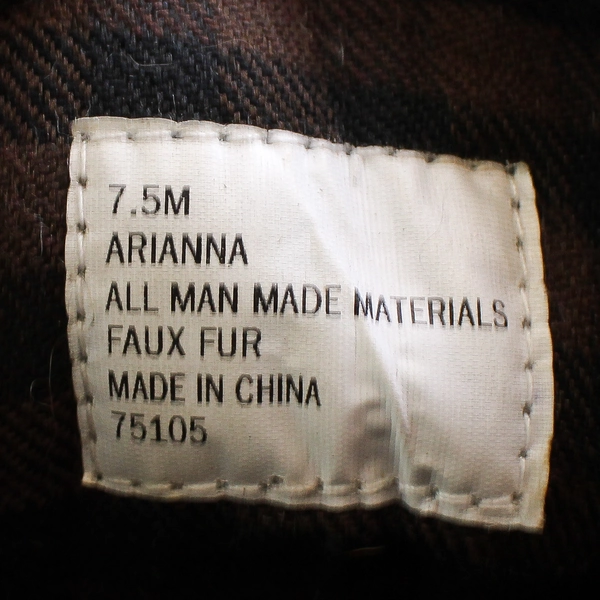 7.5M
ARIANNA
ALL MAN MADE MATERIALS
FAUX FUR
MADE IN CHINA
75105